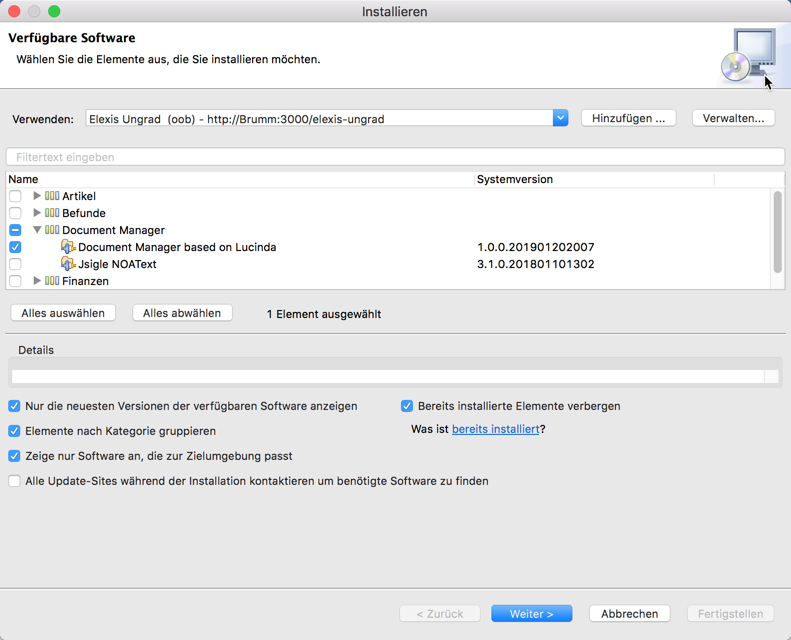 Installieren
Verfügbare Software
Wählen Sie die Elemente aus, die Sie installieren möchten.
Verwenden: Elexis Ungrad (oob) - http://Brumm:3000/elexis-ungrad Hinzufügen ... Verwalten...
Filtertext eingeben
Name Systemversion
Artikel
Befunde
Document Manager
Document Manager based on Lucinda 1.0.0.201901202007
Jsigle NOAText 3.1.0.201801101302
Finanzen
Alles auswählen Alles abwählen 1 Element ausgewählt
Details
Nur die neuesten Versionen der verfügbaren Software anzeigen Bereits installierte Elemente verbergen
Elemente nach Kategorie gruppieren Was ist bereits installiert?
Zeige nur Software an, die zur Zielumgebung passt
Alle Update-Sites während der Installation kontaktieren um benötigte Software zu finden
< Zurück Weiter > Abbrechen Fertigstellen